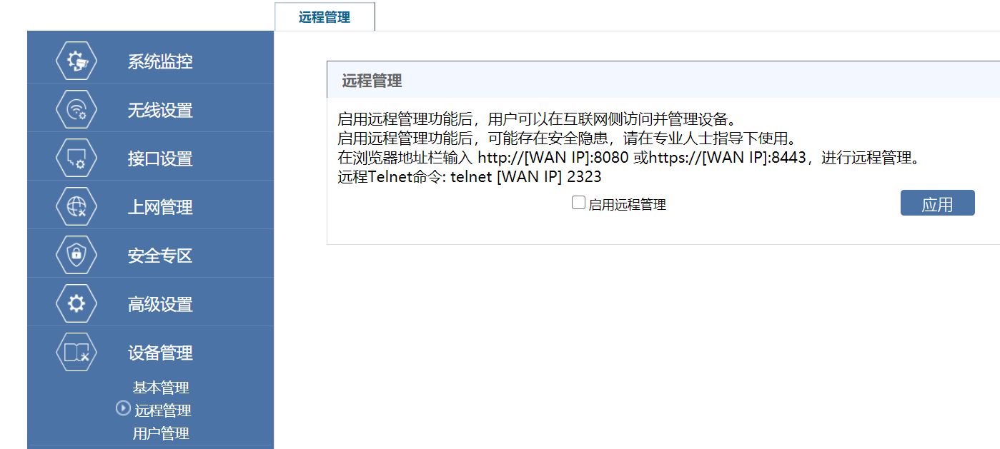 远程管理
系统监控
无线设置
接口设置
上网管理
安全专区
高级设置
设备管理
基本管理
远程管理
用户管理
远程管理
启用远程管理功能后，用户可以在互联网侧访问并管理设备。
启用远程管理功能后，可能存在安全隐患，请在专业人士指导下使用。
在浏览器地址栏输入 http://[WAN IP]:8080 或https://[WAN IP]:8443，进行远程管理。
远程Telnet命令: telnet [WAN IP] 2323
启用远程管理
应用